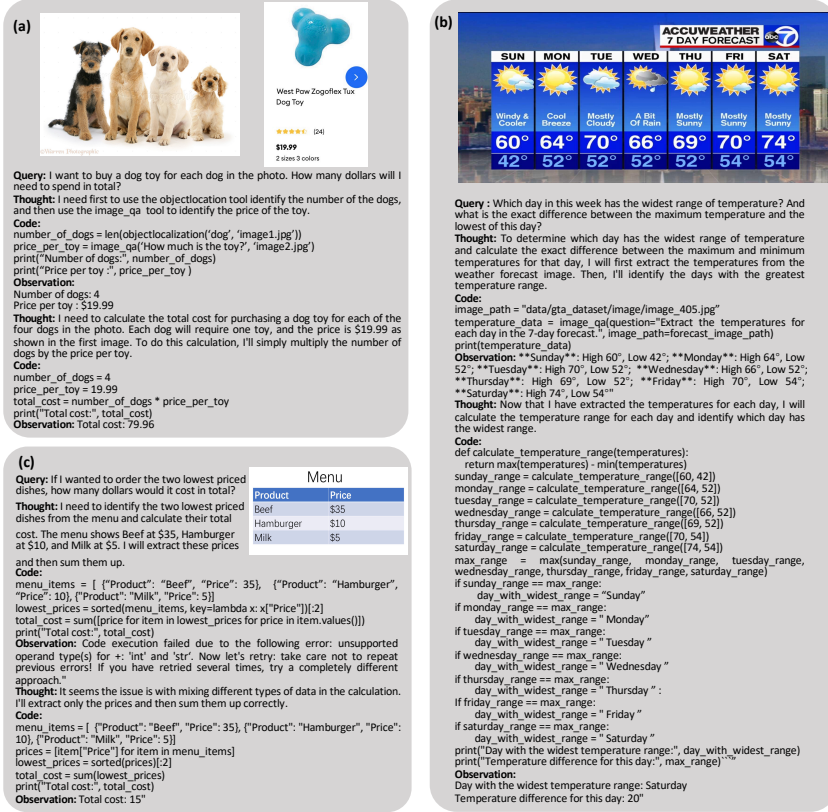 (a)
©Warren Photographic
West Paw Zogoflex Tux
Dog Toy
(24)
$19.99
2 sizes 3 colors
Query: I want to buy a dog toy for each dog in the photo. How many dollars will I
need to spend in total?
Thought: I need first to use the objectlocation tool identify the number of the dogs,
and then use the image_qa tool to identify the price of the toy.
Code:
number_of_dogs = len(objectlocation(‘dog’, ‘image1.jpg’))
price_per_toy = image_qa(‘How much is the toy?’, ‘image2.jpg’)
print(“Number of dogs:”, number_of_dogs)
print(“Price per toy :”, price_per_toy )
Observation:
Number of dogs: 4
Price per toy : $19.99
Thought: I need to calculate the total cost for purchasing a dog toy for each of the
four dogs in the photo. Each dog will require one toy, and the price is $19.99 as
shown in the first image. To do this calculation, I'll simply multiply the number of
dogs by the price per toy.
Code:
number_of_dogs = 4
price_per_toy = 19.99
total_cost = number_of_dogs * price_per_toy
print("Total cost:", total_cost)
Observation: Total cost: 79.96
(c)
Query: If I wanted to order the two lowest priced
dishes, how many dollars would it cost in total?
Thought: I need to identify the two lowest priced
dishes from the menu and calculate their total
cost. The menu shows Beef at $35, Hamburger
at $10, and Milk at $5. I will extract these prices
and then sum them up.
Menu
Product Price
Beef $35
Hamburger $10
Milk $5
Code:
menu_items = [ {“Product”: “Beef”, “Price”: 35}, {“Product”: “Hamburger”,
“Price”: 10}, {"Product": "Milk", "Price": 5}]
lowest_prices = sorted(menu_items, key=lambda x: x["Price"])[:2]
total_cost = sum([price for item in lowest_prices for price in item.values()])
print("Total cost:", total_cost)
Observation: Code execution failed due to the following error: unsupported
operand type(s) for +: 'int' and 'str'. Now let's retry: take care not to repeat
previous errors! If you have retried several times, try a completely different
approach."
Thought: It seems the issue is with mixing different types of data in the calculation.
I'll extract only the prices and then sum them up correctly.
Code:
menu_items = [ {"Product": "Beef", "Price": 35}, {"Product": "Hamburger", "Price":
10}, {"Product": "Milk", "Price": 5}]
prices = [item["Price"] for item in menu_items]
lowest_prices = sorted(prices)[:2]
total_cost = sum(lowest_prices)
print("Total cost:", total_cost)
Observation: Total cost: 15"
(b)
ACCUWEATHER
7 DAY FORECAST abc 7
SUN MON TUE WED THU FRI SAT
Windy & Cool Mostly A Bit Mostly Mostly Mostly
Cooler Breeze Cloudy Of Rain Sunny Sunny Sunny
60° 64° 70° 66° 69° 70° 74°
42° 52° 52° 52° 52° 54° 54°
Query : Which day in this week has the widest range of temperature? And
what is the exact difference between the maximum temperature and the
lowest of this day?
Thought: To determine which day has the widest range of temperature
and calculate the exact difference between the maximum and minimum
temperatures for that day, I will first extract the temperatures from the
weather forecast image. Then, I'll identify the days with the greatest
temperature range.
Code:
image_path = "data/gta_dataset/image/image_405.jpg”
temperature_data = image_qa(question="Extract the temperatures for
each day in the 7-day forecast.", image_path=forecast_image_path)
print(temperature_data)
Observation: **Sunday**: High 60°, Low 42°; **Monday**: High 64°, Low
52°; **Tuesday**: High 70°, Low 52°; **Wednesday**: High 66°, Low 52°;
**Thursday**: High 69°, Low 52°; **Friday**: High 70°, Low 54°;
**Saturday**: High 74°, Low 54°"
Thought: Now that I have extracted the temperatures for each day, I will
calculate the temperature range for each day and identify which day has
the widest range.
Code:
def calculate_temperature_range(temperatures):
return max(temperatures) - min(temperatures)
sunday_range = calculate_temperature_range([60, 42])
monday_range = calculate_temperature_range([64, 52])
tuesday_range = calculate_temperature_range([70, 52])
wednesday_range = calculate_temperature_range([66, 52])
thursday_range = calculate_temperature_range([69, 52])
friday_range = calculate_temperature_range([70, 54])
saturday_range = calculate_temperature_range([74, 54])
max_range = max(sunday_range, monday_range, tuesday_range,
wednesday_range, thursday_range, friday_range, saturday_range)
if sunday_range == max_range:
day_with_widest_range = “Sunday”
if monday_range == max_range:
day_with_widest_range = " Monday”
if tuesday_range == max_range:
day_with_widest_range = " Tuesday ”
if wednesday_range == max_range:
day_with_widest_range = " Wednesday ”
if thursday_range == max_range:
day_with_widest_range = " Thursday ” :
If friday_range == max_range:
day_with_widest_range = " Friday ”
if saturday_range == max_range:
day_with_widest_range = " Saturday ”
print("Day with the widest temperature range:", day_with_widest_range)
print("Temperature difference for this day:", max_range)```”
Observation:
Day with the widest temperature range: Saturday
Temperature difference for this day: 20"